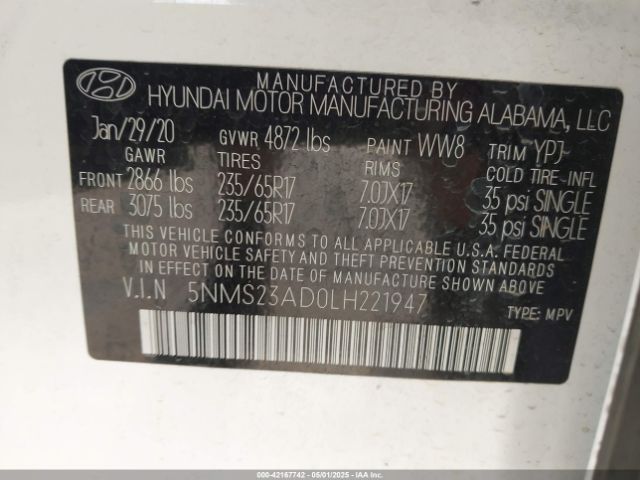 MANUFACTURED BY
HYUNDAI MOTOR MANUFACTURING ALABAMA, LLC
Jan/29/20 GVWR 4872 lbs PAINT WW8 TRIM YPJ
GAWR TIRES RIMS COLD TIRE-INFL
FRONT 2866 lbs 235/65R17 7.0JX17 35 psi SINGLE
REAR 3075 lbs 235/65R17 7.0JX17 35 psi SINGLE
THIS VEHICLE CONFORMS TO ALL APPLICABLE U.S.A. FEDERAL
MOTOR VEHICLE SAFETY AND THEFT PREVENTION STANDARDS
IN EFFECT ON THE DATE OF MANUFACTURE SHOWN ABOVE
V.I.N 5NMS23AD0LH221947
TYPE: MPV
000-42167742 - 05/01/2025 - IAAI.COM